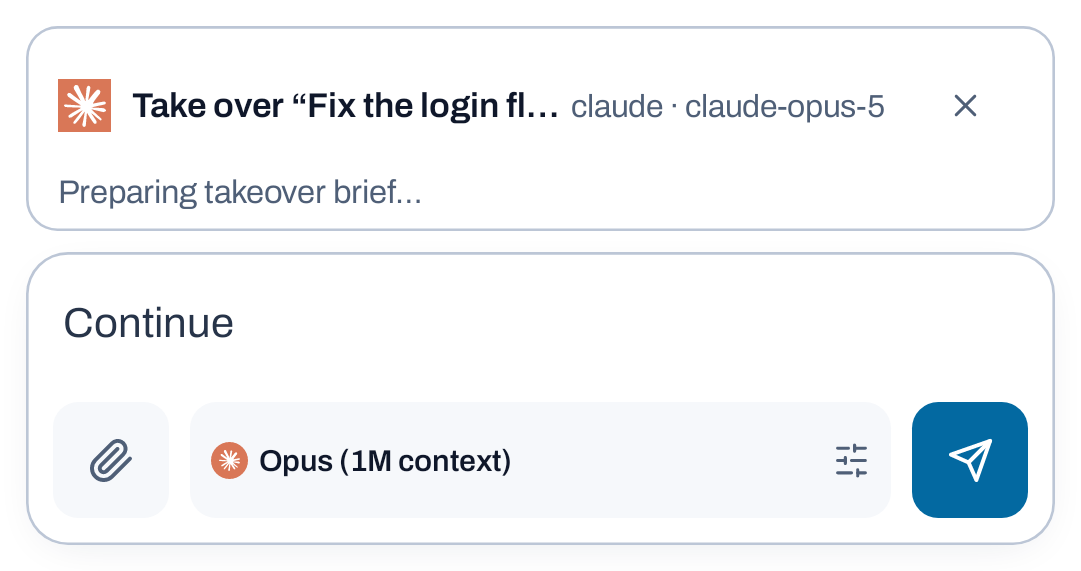 Take over “Fix the login fl... claude · claude-opus-5
Preparing takeover brief...
Continue
Opus (1M context)